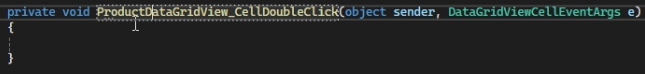 private void ProductDataGridView_CellDoubleClick(object sender, DataGridViewCellEventArgs e)
{
}